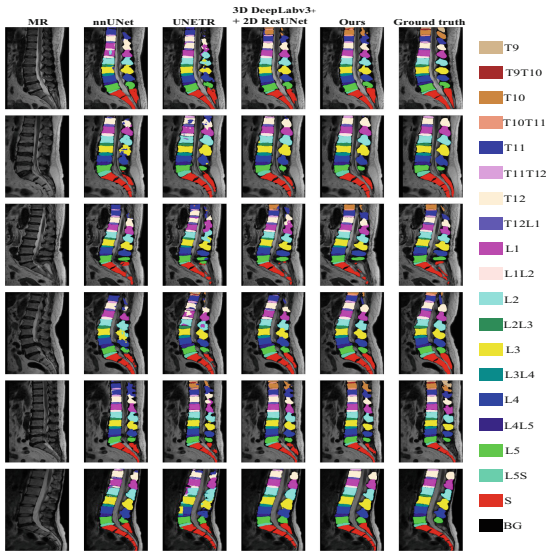 MR
nnUNet
UNETR
3D DeepLabv3+
+ 2D ResUNet
Ours
Ground truth
T9
T9T10
T10
T10T11
T11
T11T12
T12
T12L1
L1
L1L2
L2
L2L3
L3
L3L4
L4
L4L5
L5
L5S
S
BG